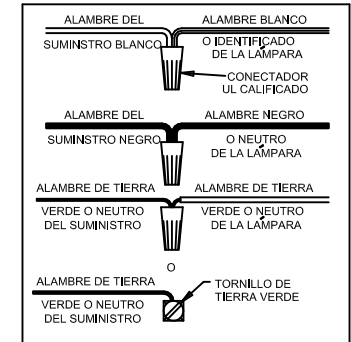 ALAMBRE DEL
ALAMBRE BLANCO
SUMINSTRO BLANCO
O IDENTIFICADO
DE LA LÁMPARA
CONECTADOR
UL CALIFICADO
ALAMBRE DEL
ALAMBRE NEGRO
SUMINSTRO NEGRO
O NEUTRO
DE LA LÁMPARA
ALAMBRE DE TIERRA
ALAMBRE DE TIERRA
VERDE O NEUTRO
DEL SUMINISTRO
VERDE O NEUTRO
DE LA LÁMPARA
O
ALAMBRE DE TIERRA
TORNILLO DE
TIERRA VERDE
VERDE O NEUTRO
DEL SUMINISTRO